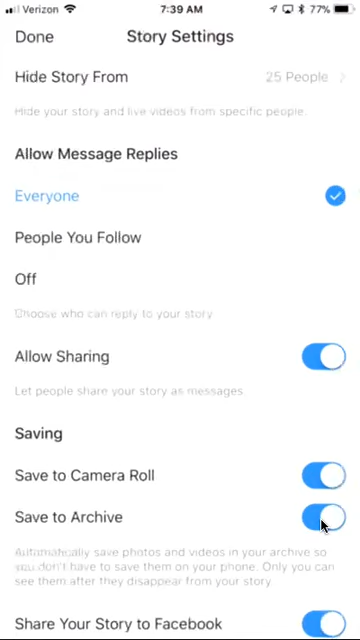 Verizon 7:39 AM 77%
Done Story Settings
Hide Story From 25 People
Hide your story and live videos from specific people.
Allow Message Replies
Everyone
People You Follow
Off
Choose who can reply to your story
Allow Sharing
Let people share your story as messages
Saving
Save to Camera Roll
Save to Archive
Automatically save photos and videos in your archive so
you don't have to save them on your phone. Only you can
see them after they disappear from your story.
Share Your Story to Facebook